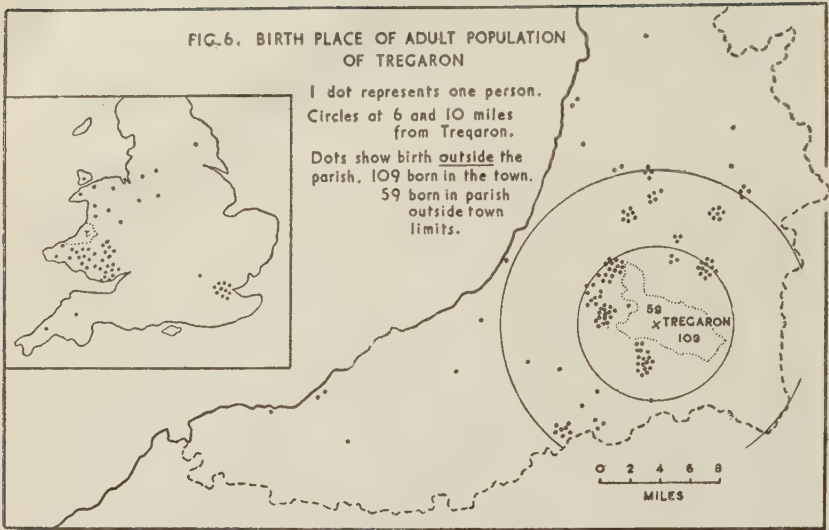 FIG.6. BIRTH PLACE OF ADULT POPULATION
OF TREGARON
1 dot represents one person.
Circles at 6 and 10 miles
from Tregaron.
Dots show birth outside the
parish. 109 born in the town.
59 born in parish
outside town
limits.
T.
59
TREGARON
109
0 2 4 6 8
MILES